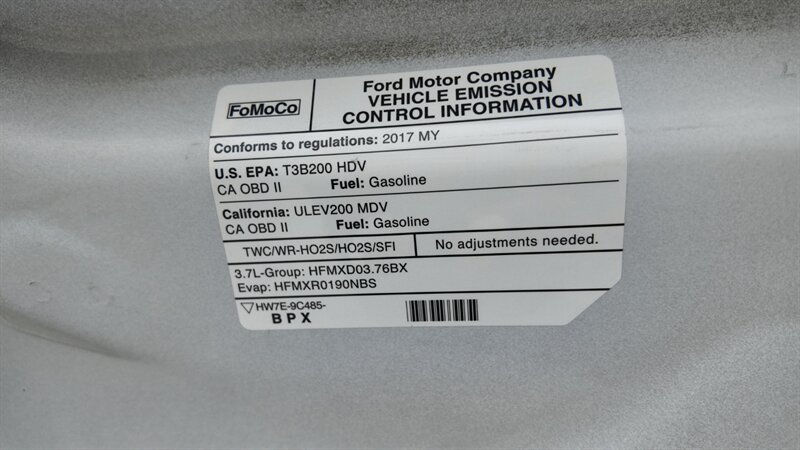 FoMoCo
Ford Motor Company
VEHICLE EMISSION
CONTROL INFORMATION
Conforms to regulations: 2017 MY
U.S. EPA: T3B200 HDV
CA OBD II Fuel: Gasoline
California: ULEV200 MDV
CA OBD II Fuel: Gasoline
TWC/WR-HO2S/HO2S/SFI No adjustments needed.
3.7L-Group: HFMXD03.76BX
Evap: HFMXR0190NBS
HW7E-9C485-
BPX